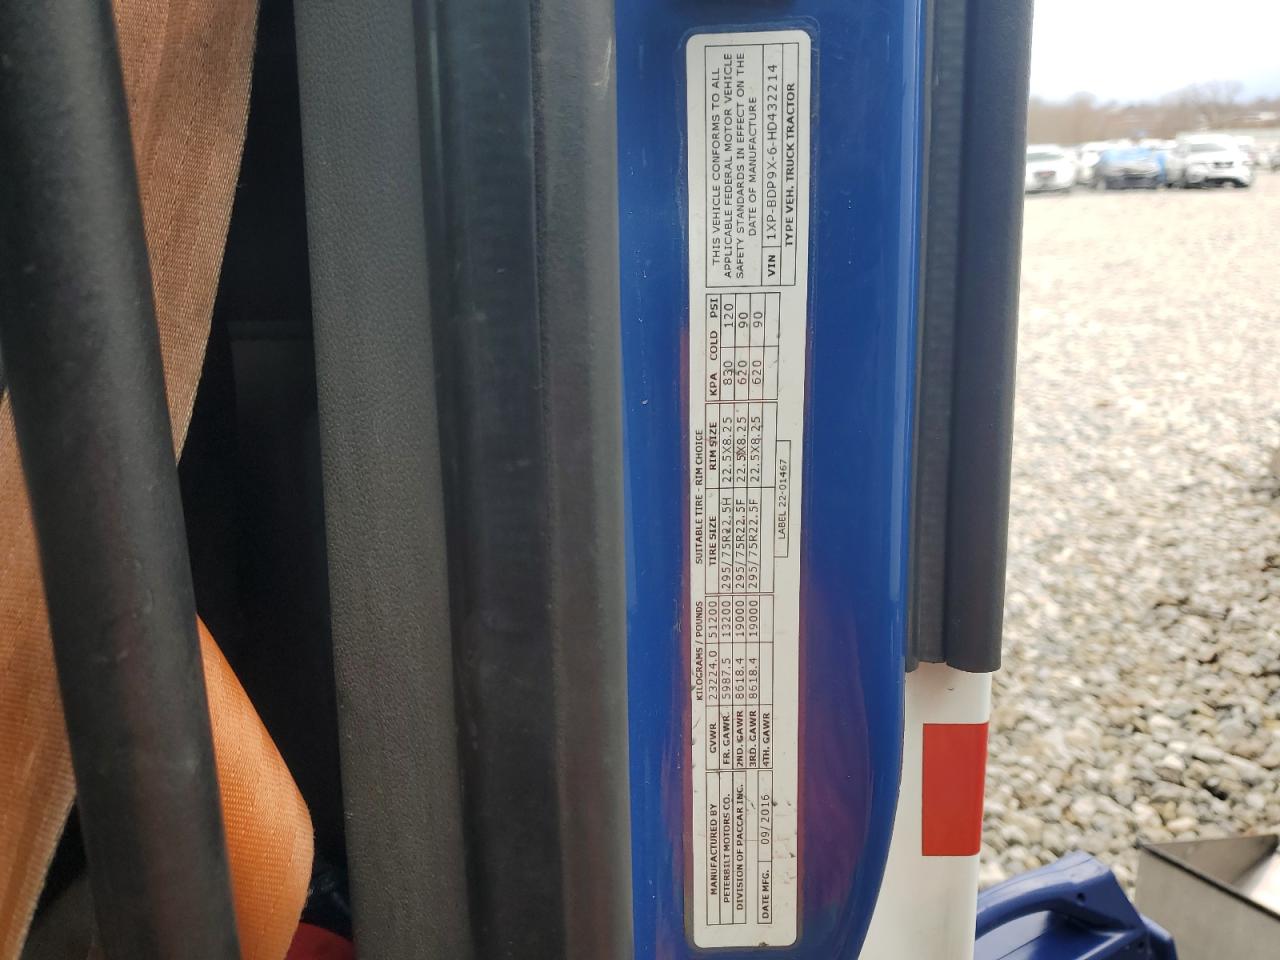 MANUFACTURED BY
PETERBILT MOTORS CO.
DIVISION OF PACCAR INC.
DATE MFG. 09/2016
KILOGRAMS / POUNDS
GVWR 23224.0 51200
FR. GAWR. 5987.5 13200
2ND. GAWR 8618.4 19000
3RD. GAWR 8618.4 19000
4TH. GAWR
SUITABLE TIRE - RIM CHOICE
TIRE SIZE RIM SIZE KPA COLD PSI
295/75R22.5H 22.5X8.25 830 120
295/75R22.5F 22.5X8.25 620 90
295/75R22.5F 22.5X8.25 620 90
LABEL 22-01467
THIS VEHICLE CONFORMS TO ALL
APPLICABLE FEDERAL MOTOR VEHICLE
SAFETY STANDARDS IN EFFECT ON THE
DATE OF MANUFACTURE
VIN 1XP-BDP9X-6-HD432214
TYPE VEH. TRUCK TRACTOR